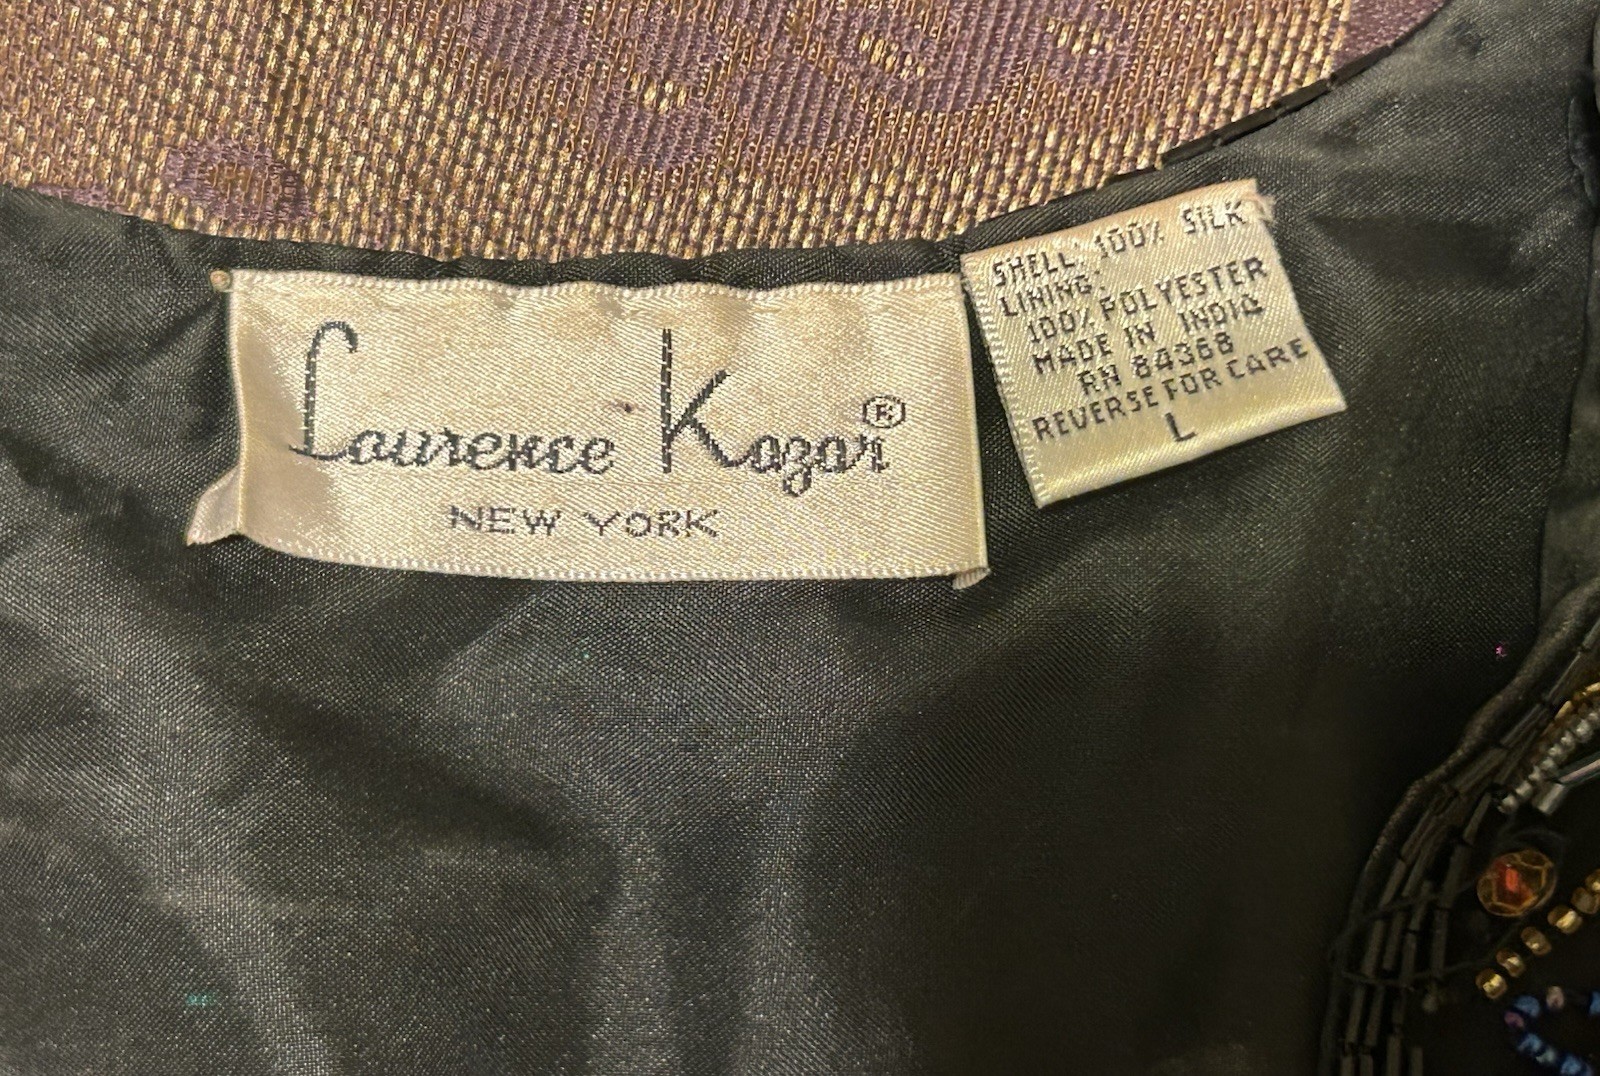 Laurence Kazar®
NEW YORK
SHELL: 100% SILK
LINING:
100% POLYESTER
MADE IN INDIA
RN 84368
REVERSE FOR CARE
L